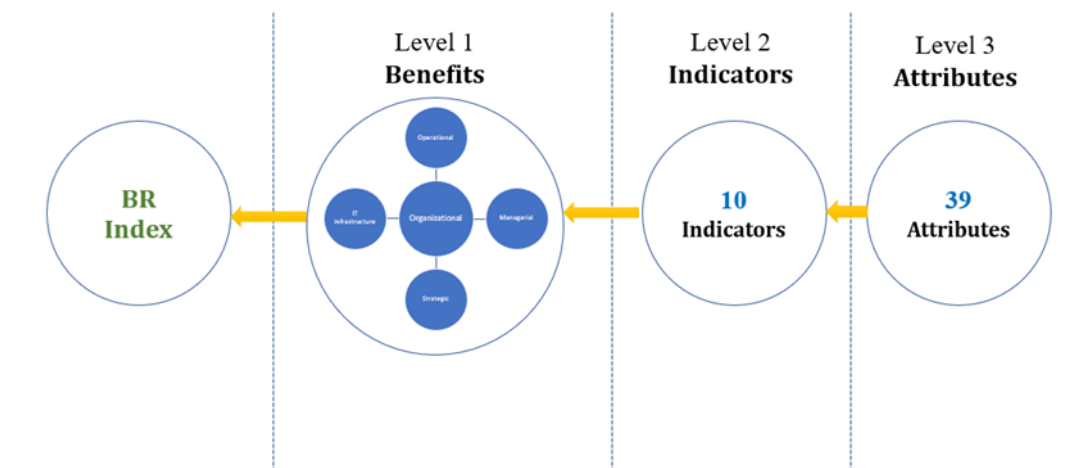 Level 1
Benefits
Level 2
Indicators
Level 3
Attributes
BR
Index
Operational
IT
infrastructure
Organizational
Managerial
Strategic
10
Indicators
39
Attributes